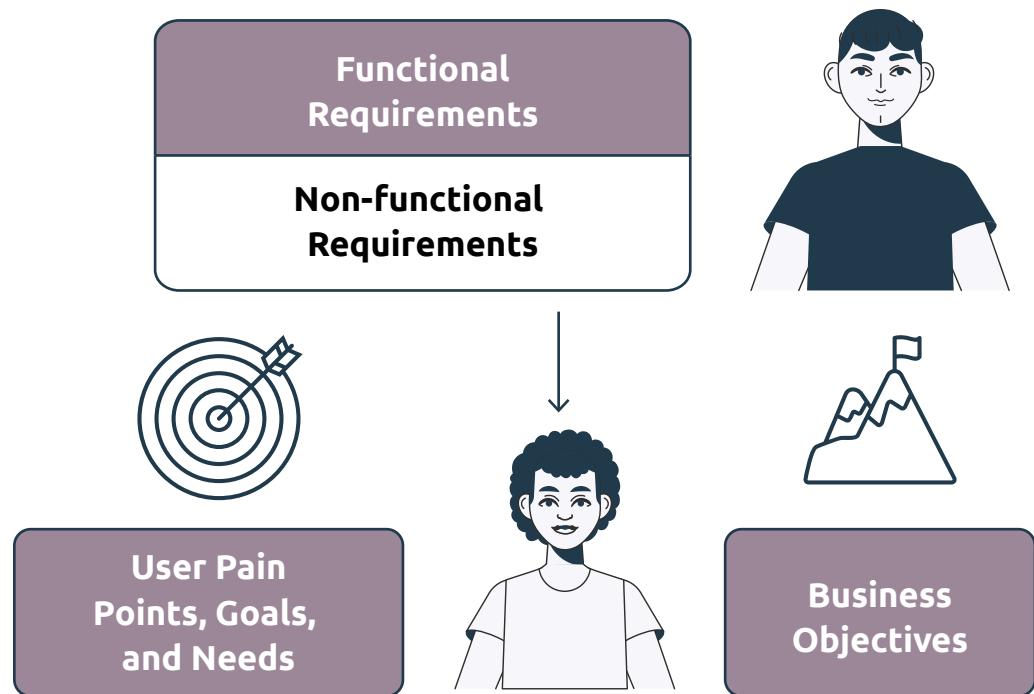 Functional
Requirements
Non-functional
Requirements
User Pain
Points, Goals,
and Needs
Business
Objectives